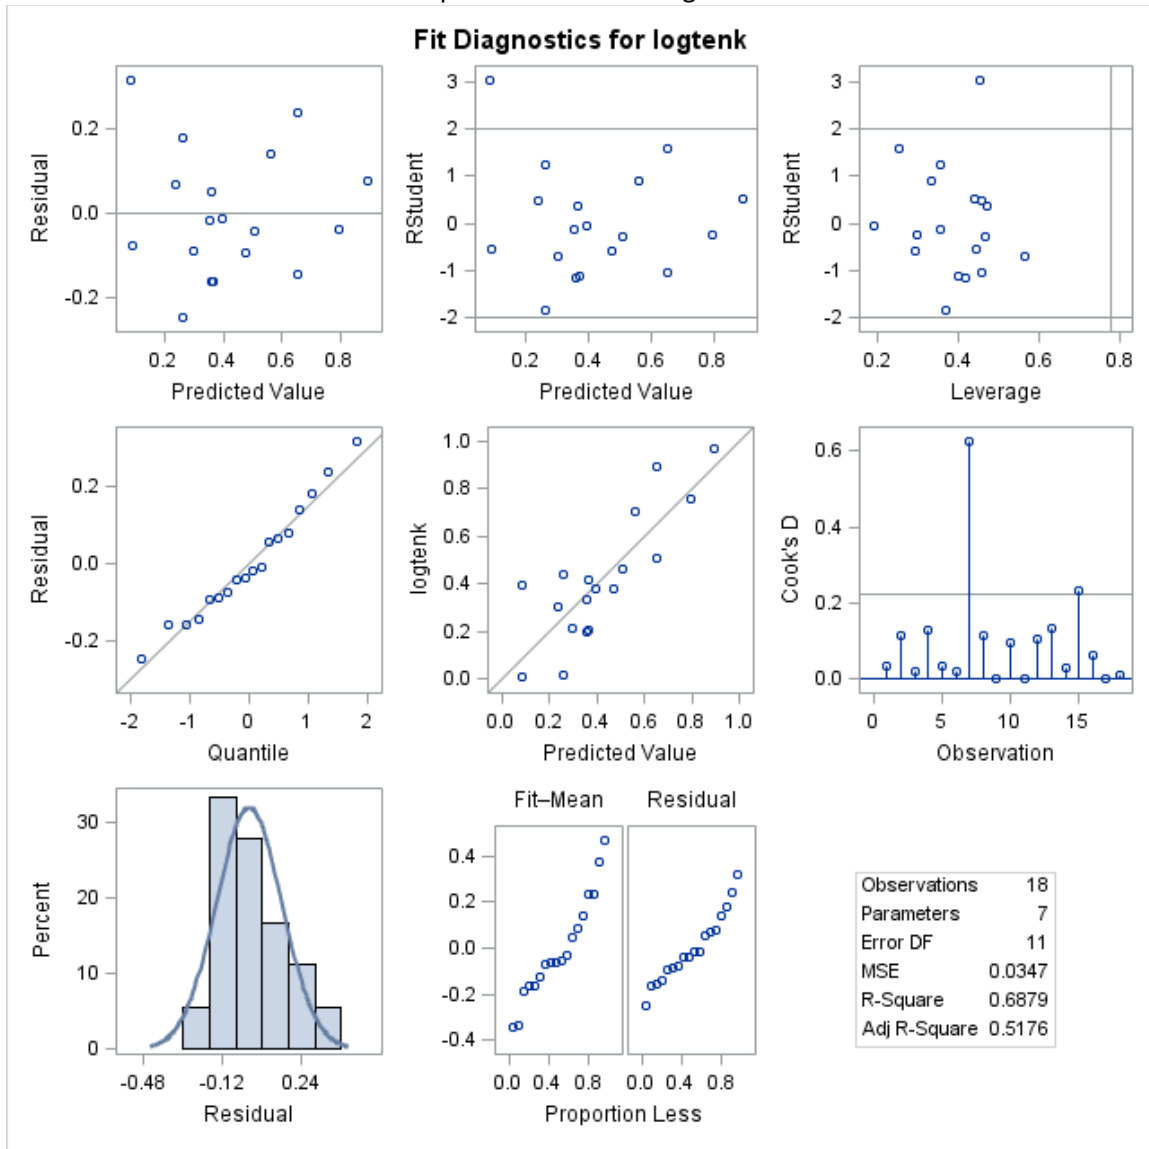 Fit Diagnostics for logtenk
Residual
0.2
0.0
-0.2
0.2 0.4 0.6 0.8
Predicted Value
RStudent
3
2
1
0
-1
-2
0.2 0.4 0.6 0.8
Predicted Value
RStudent
3
2
1
0
-1
-2
0.2 0.4 0.6 0.8
Leverage
Residual
0.2
0.0
-0.2
-2 -1 0 1 2
Quantile
logtenk
1.0
0.8
0.6
0.4
0.2
0.0
0.0 0.2 0.4 0.6 0.8 1.0
Predicted Value
Cook's D
0.6
0.4
0.2
0.0
0 5 10 15
Observation
Percent
30
20
10
0
-0.48 -0.12 0.24
Residual
Fit–Mean Residual
0.4
0.2
0.0
-0.2
-0.4
0.0 0.4 0.8 0.0 0.4 0.8
Proportion Less
Observations 18
Parameters 7
Error DF 11
MSE 0.0347
R-Square 0.6879
Adj R-Square 0.5176